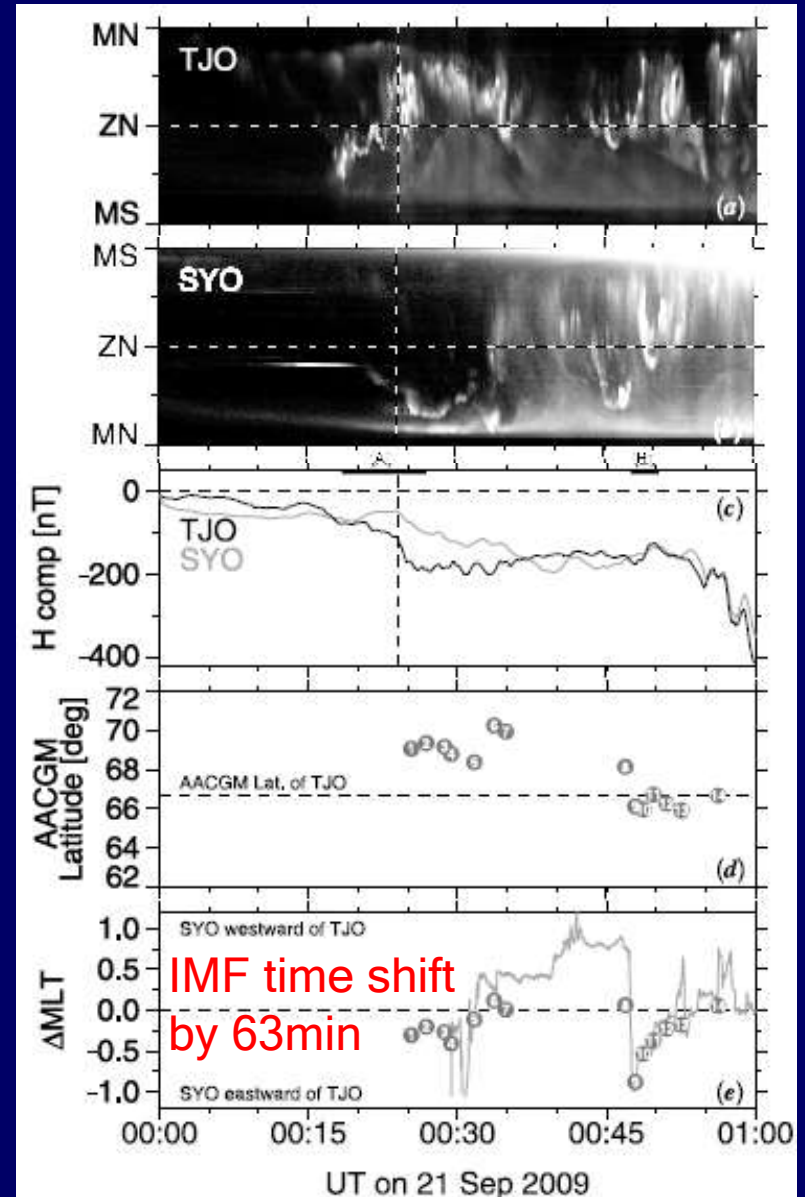 MN
TJO
ZN
MS
(a)
MS
SYO
ZN
MN
0
-200
-400
H comp [nT]
TJO
SYO
(c)
72
70
68
66
64
62
AACGM
Latitude [deg]
AACGM Lat. of TJO
(d)
1.0
0.5
0.0
-0.5
-1.0
ΔMLT
SYO westward of TJO
IMF time shift
by 63min
SYO eastward of TJO
(e)
00:00 00:15 00:30 00:45 01:00
UT on 21 Sep 2009